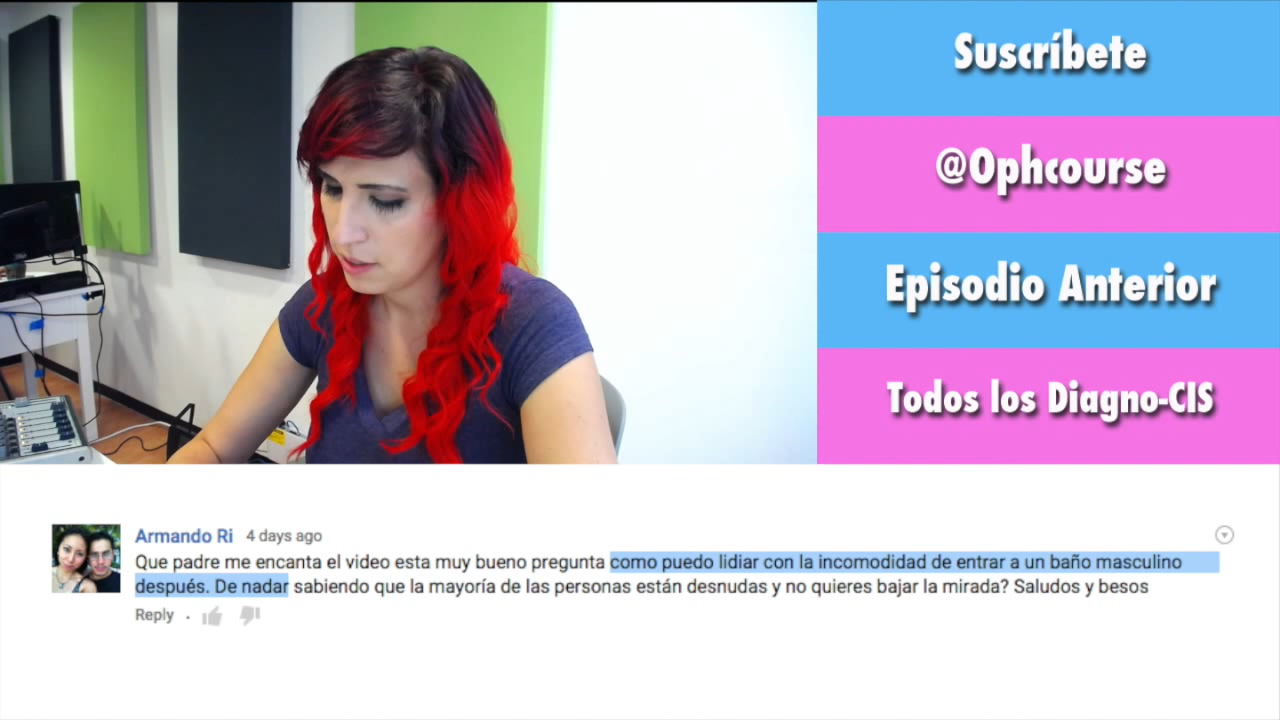 Suscríbete
@Ophcourse
Episodio Anterior
Todos los Diagno-CIS
Armando Ri 4 days ago
Que padre me encanta el video esta muy bueno pregunta como puedo lidiar con la incomodidad de entrar a un baño masculino
después. De nadar sabiendo que la mayoría de las personas están desnudas y no quieres bajar la mirada? Saludos y besos
Reply